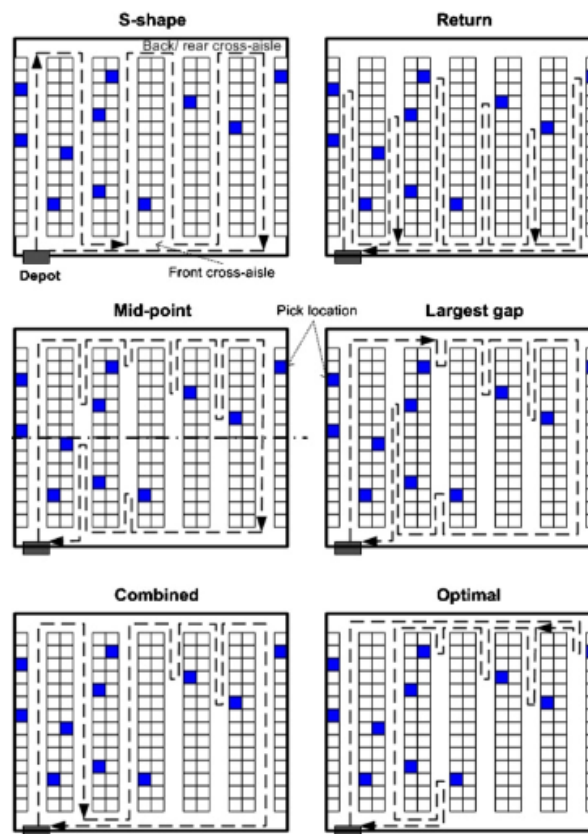 S-shape
Return
Back/ rear cross-aisle
Depot
Front cross-aisle
Mid-point
Pick location
Largest gap
Combined
Optimal